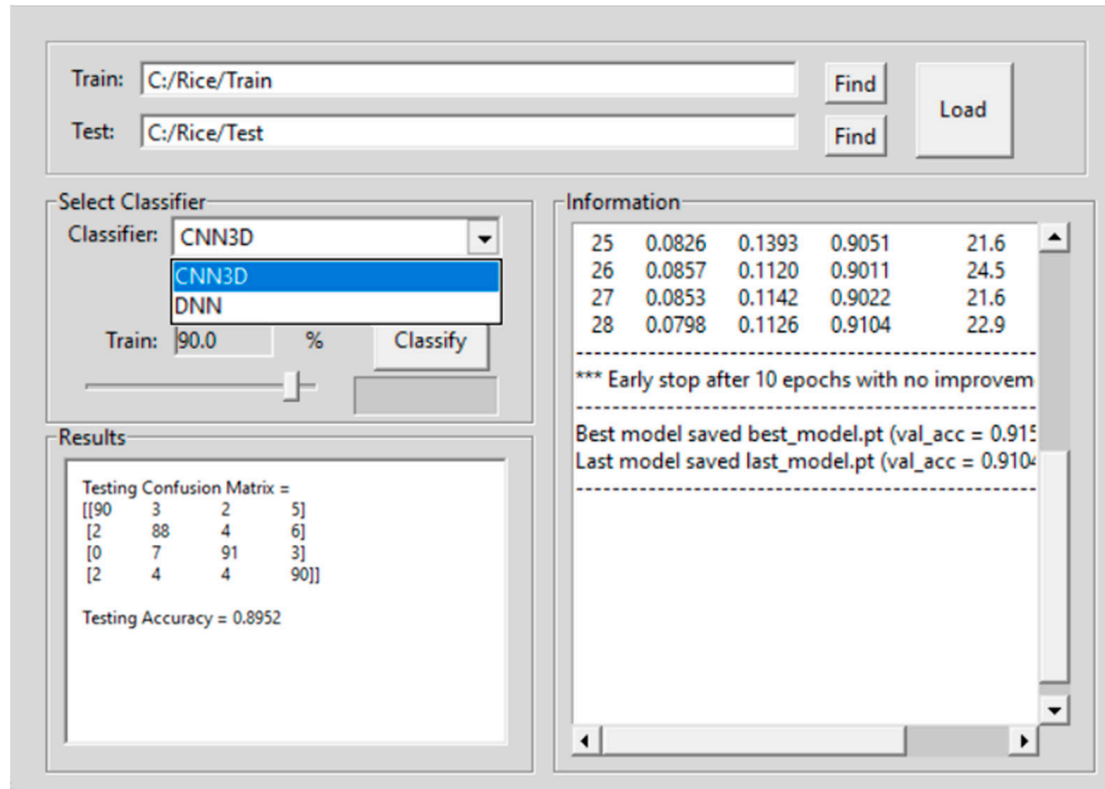 Train: C:/Rice/Train Find
Load
Test: C:/Rice/Test Find
Select Classifier
Classifier: CNN3D
CNN3D
DNN
Train: 90.0 % Classify
Results
Testing Confusion Matrix =
[[90 3 2 5]
[2 88 4 6]
[0 7 91 3]
[2 4 4 90]]
Testing Accuracy = 0.8952
Information
25 0.0826 0.1393 0.9051 21.6
26 0.0857 0.1120 0.9011 24.5
27 0.0853 0.1142 0.9022 21.6
28 0.0798 0.1126 0.9104 22.9
--------------------------------------------------
*** Early stop after 10 epochs with no improvem
--------------------------------------------------
Best model saved best_model.pt (val_acc = 0.915
Last model saved last_model.pt (val_acc = 0.9104
--------------------------------------------------